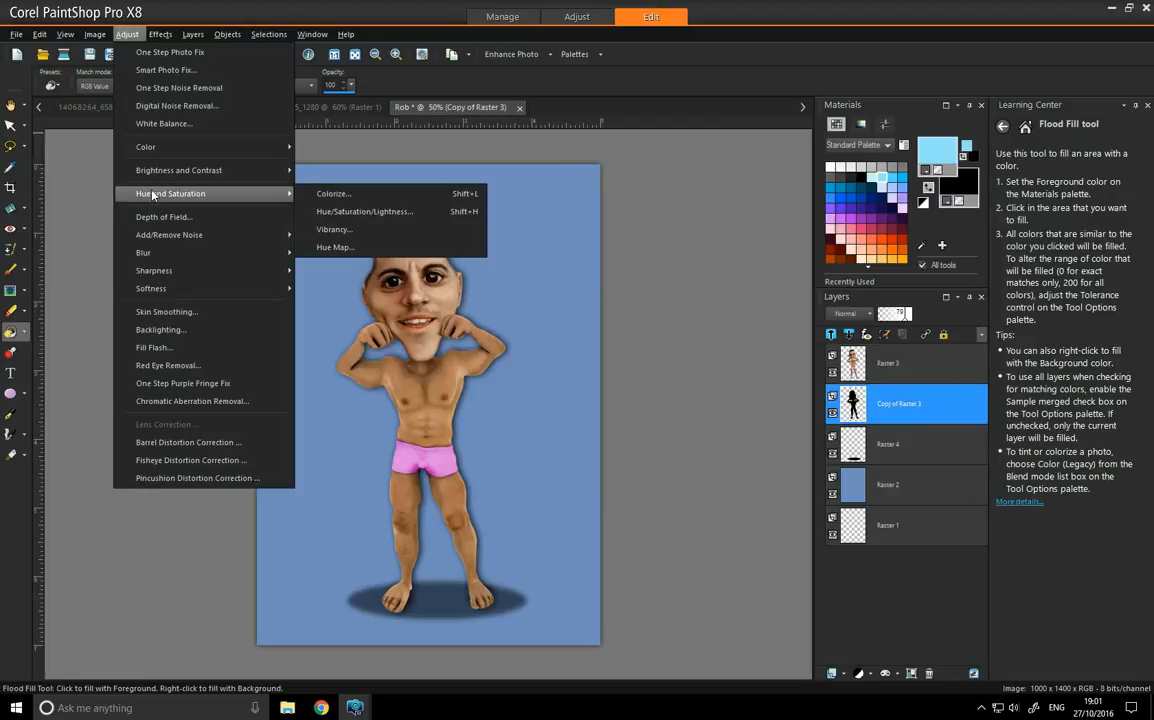 Corel PaintShop Pro X8
Manage
Adjust
Edit
File Edit View Image Adjust Effects Layers Objects Selections Window Help
Enhance Photo
Palettes
Presets:
Match mode:
RGB Value
Opacity:
100
14068264_658
5_1280 @ 60% (Raster 1)
Rob * @ 50% (Copy of Raster 3)
One Step Photo Fix
Smart Photo Fix...
One Step Noise Removal
Digital Noise Removal...
White Balance...
Color
Brightness and Contrast
Hue and Saturation
Depth of Field...
Add/Remove Noise
Blur
Sharpness
Softness
Skin Smoothing...
Backlighting...
Fill Flash...
Red Eye Removal...
One Step Purple Fringe Fix
Chromatic Aberration Removal...
Lens Correction ...
Barrel Distortion Correction ...
Fisheye Distortion Correction ...
Pincushion Distortion Correction ...
Colorize... Shift+L
Hue/Saturation/Lightness... Shift+H
Vibrancy...
Hue Map...
Materials
Standard Palette
All tools
Recently Used
Layers
Normal
79
Raster 3
Copy of Raster 3
Raster 4
Raster 2
Raster 1
Learning Center
Flood Fill tool
Use this tool to fill an area with a
color.
1. Set the Foreground color on
the Materials palette.
2. Click in the area that you want
to fill.
3. All colors that are similar to the
color you clicked will be filled.
To alter the range of color that
will be filled (0 for exact
matches only, 200 for all
colors), adjust the Tolerance
control on the Tool Options
palette.
Tips:
You can also right-click to fill
with the Background color.
To use all layers when checking
for matching colors, enable
the Sample merged check box on
the Tool Options palette. If
unchecked, only the current
layer will be filled.
To tint or colorize a photo,
choose Color (Legacy) from the
Blend mode list box on the
Tool Options palette.
More details...
Flood Fill Tool: Click to fill with Foreground. Right-click to fill with Background.
Image: 1000 x 1400 x RGB - 8 bits/channel
Ask me anything
ENG
19:01
27/10/2016